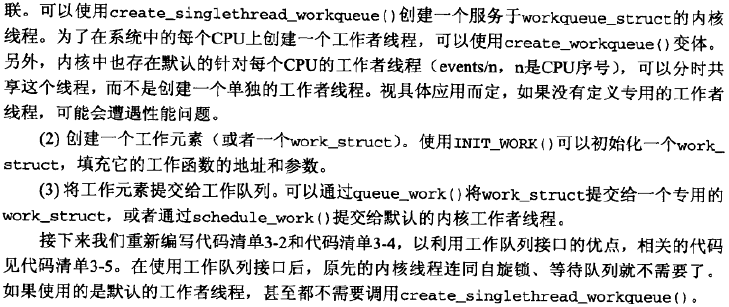 联。可以使用create_singlethread_workqueue()创建一个服务于workqueue_struct的内核
线程。为了在系统中的每个CPU上创建一个工作者线程，可以使用create_workqueue()变体。
另外，内核中也存在默认的针对每个CPU的工作者线程（events/n，n是CPU序号），可以分时共
享这个线程，而不是创建一个单独的工作者线程。视具体应用而定，如果没有定义专用的工作者
线程，可能会遭遇性能问题。
(2) 创建一个工作元素（或者一个work_struct）。使用INIT_WORK()可以初始化一个work_
struct，填充它的工作函数的地址和参数。
(3) 将工作元素提交给工作队列。可以通过queue_work()将work_struct提交给一个专用的
work_struct，或者通过schedule_work()提交给默认的内核工作者线程。
接下来我们重新编写代码清单3-2和代码清单3-4，以利用工作队列接口的优点，相关的代码
见代码清单3-5。在使用工作队列接口后，原先的内核线程连同自旋锁、等待队列就不需要了。
如果使用的是默认的工作者线程，甚至都不需要调用create_singlethread_workqueue()。